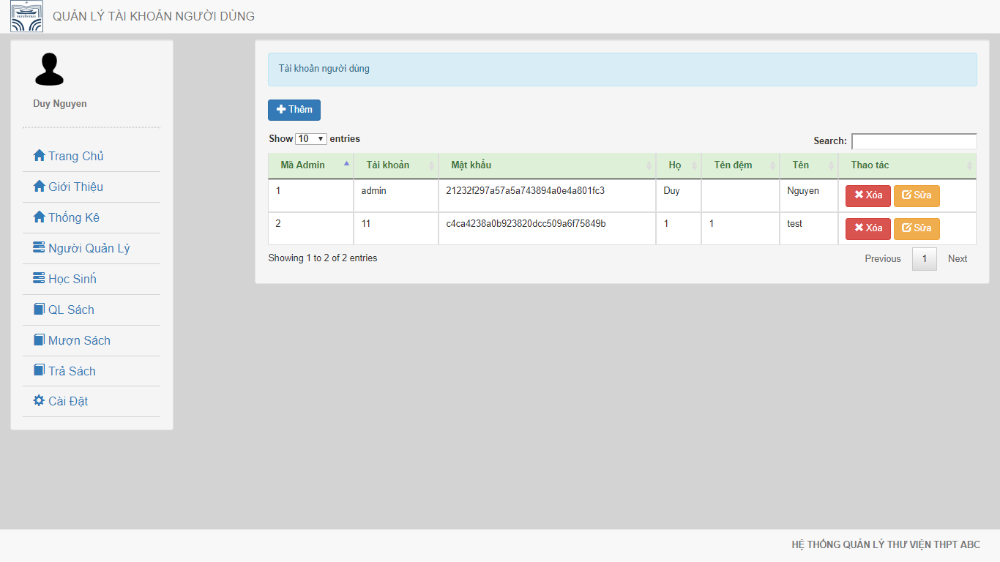 QUẢN LÝ TÀI KHOẢN NGƯỜI DÙNG
Duy Nguyen
Trang Chủ
Giới Thiệu
Thống Kê
Người Quản Lý
Học Sinh
QL Sách
Mượn Sách
Trả Sách
Cài Đặt
Tài khoản người dùng
Thêm
Show 10 entries
Search:
Mã Admin Tài khoản Mật khẩu Họ Tên đệm Tên Thao tác
1 admin 21232f297a57a5a743894a0e4a801fc3 Duy Nguyen Xóa Sửa
2 11 c4ca4238a0b923820dcc509a6f75849b 1 1 test Xóa Sửa
Showing 1 to 2 of 2 entries
Previous 1 Next
HỆ THỐNG QUẢN LÝ THƯ VIỆN THPT ABC